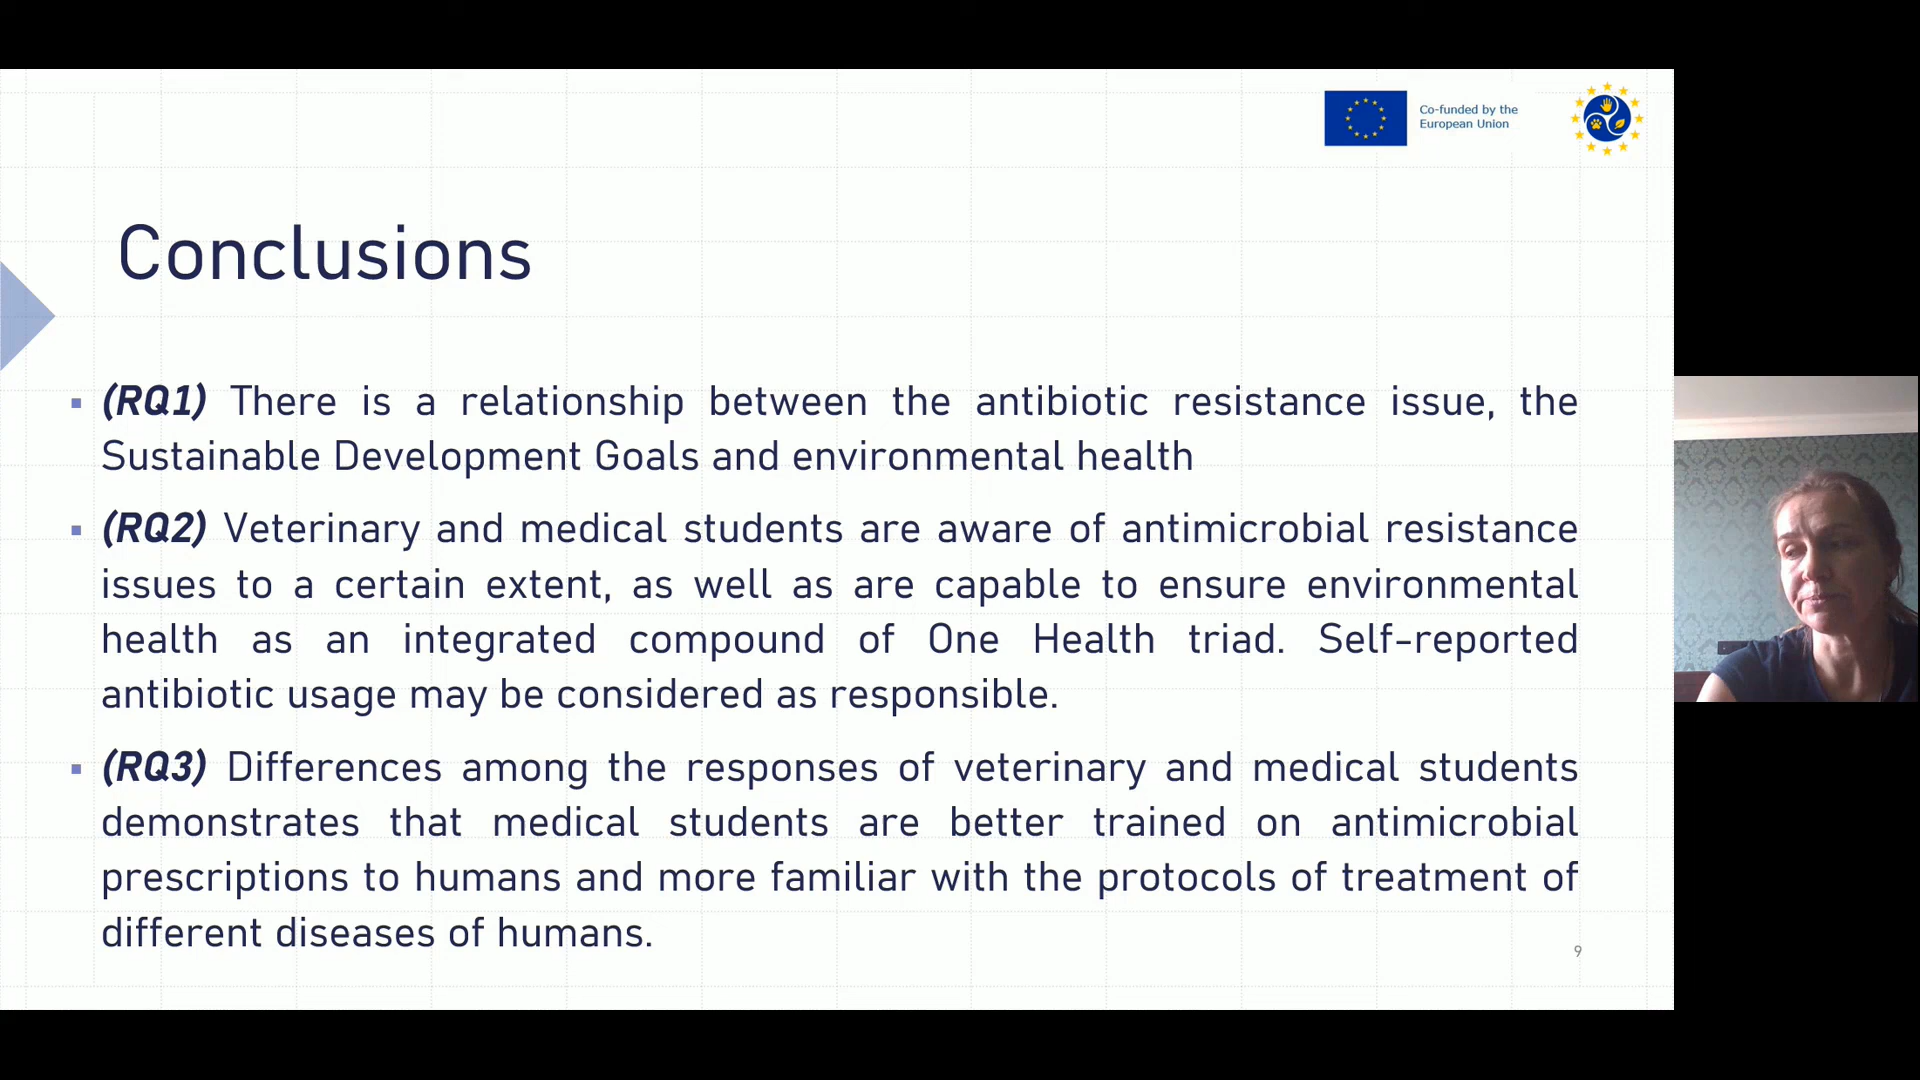 Co-funded by the
European Union
Conclusions
(RQ1) There is a relationship between the antibiotic resistance issue, the
Sustainable Development Goals and environmental health
(RQ2) Veterinary and medical students are aware of antimicrobial resistance
issues to a certain extent, as well as are capable to ensure environmental
health as an integrated compound of One Health triad. Self-reported
antibiotic usage may be considered as responsible.
(RQ3) Differences among the responses of veterinary and medical students
demonstrates that medical students are better trained on antimicrobial
prescriptions to humans and more familiar with the protocols of treatment of
different diseases of humans.
9